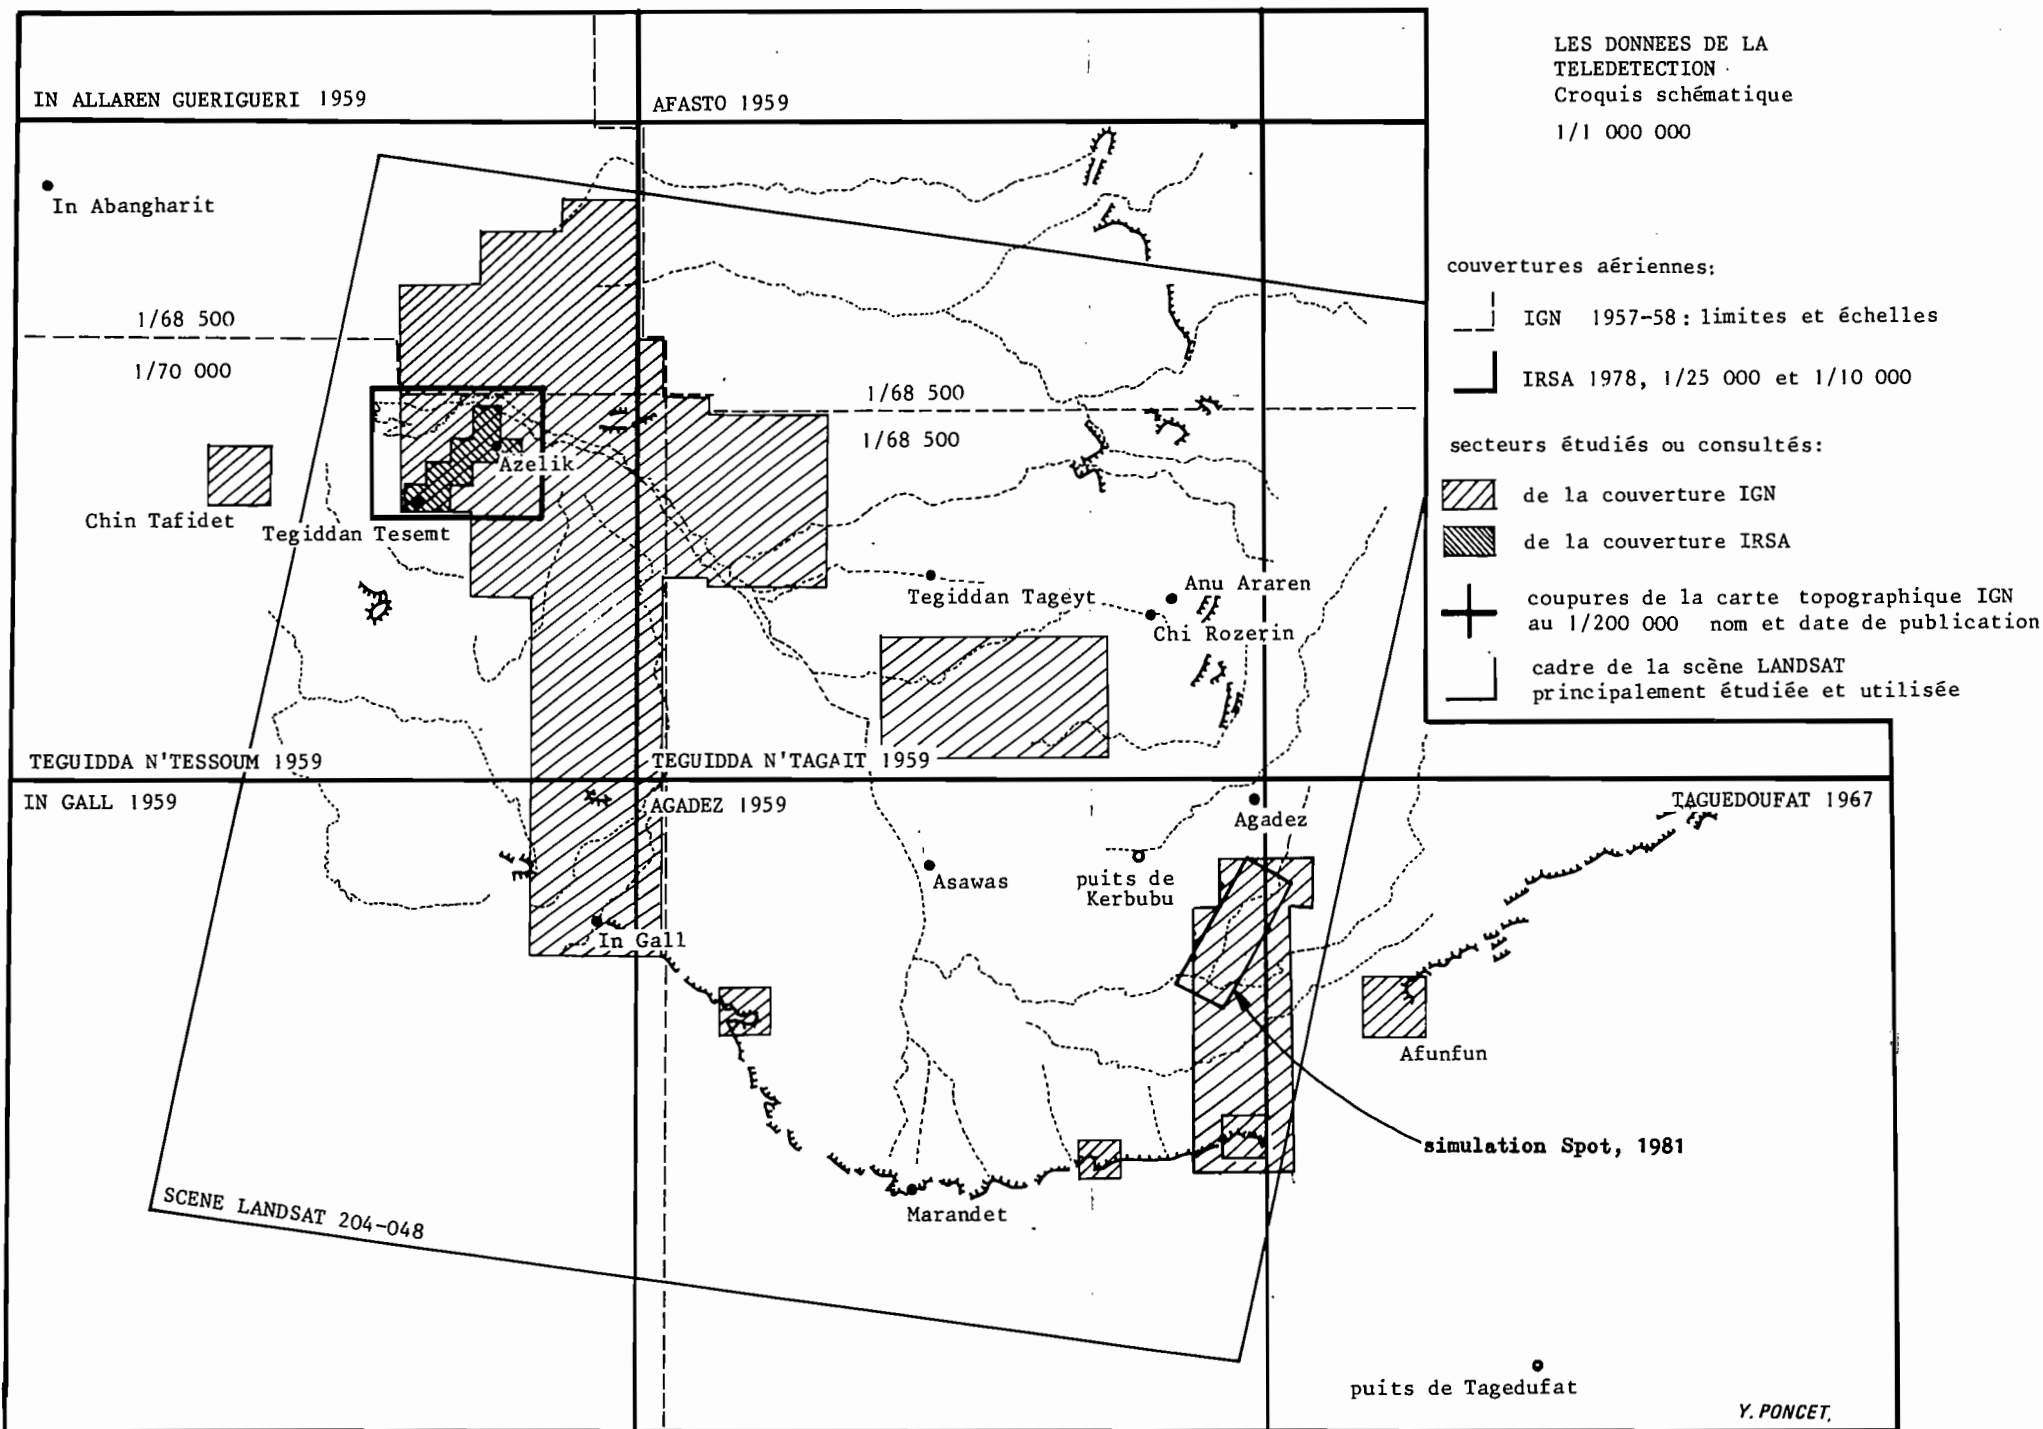 LES DONNEES DE LA
TELEDETECTION
Croquis schématique
1/1 000 000
IN ALLAREN GUERIGUERI 1959
AFASTO 1959
In Abangharit
couvertures aériennes:
IGN 1957-58: limites et échelles
IRSA 1978, 1/25 000 et 1/10 000
secteurs étudiés ou consultés:
de la couverture IGN
de la couverture IRSA
coupures de la carte topographique IGN
au 1/200 000 nom et date de publication
cadre de la scène LANDSAT
principalement étudiée et utilisée
1/68 500
1/70 000
1/68 500
1/68 500
Azelik
Chin Tafidet
Tegiddan Tesemt
Tegiddan Tageyt
Anu Araren
Chi Rozerin
TEGUIDDA N'TESSOUM 1959
TEGUIDDA N'TAGAIT 1959
IN GALL 1959
AGADEZ 1959
TAGUEDOUFAT 1967
Agadez
Asawas
puits de
Kerbubu
In Gall
Afunfun
simulation Spot, 1981
Marandet
SCENE LANDSAT 204-048
puits de Tagedufat
Y. PONCET.